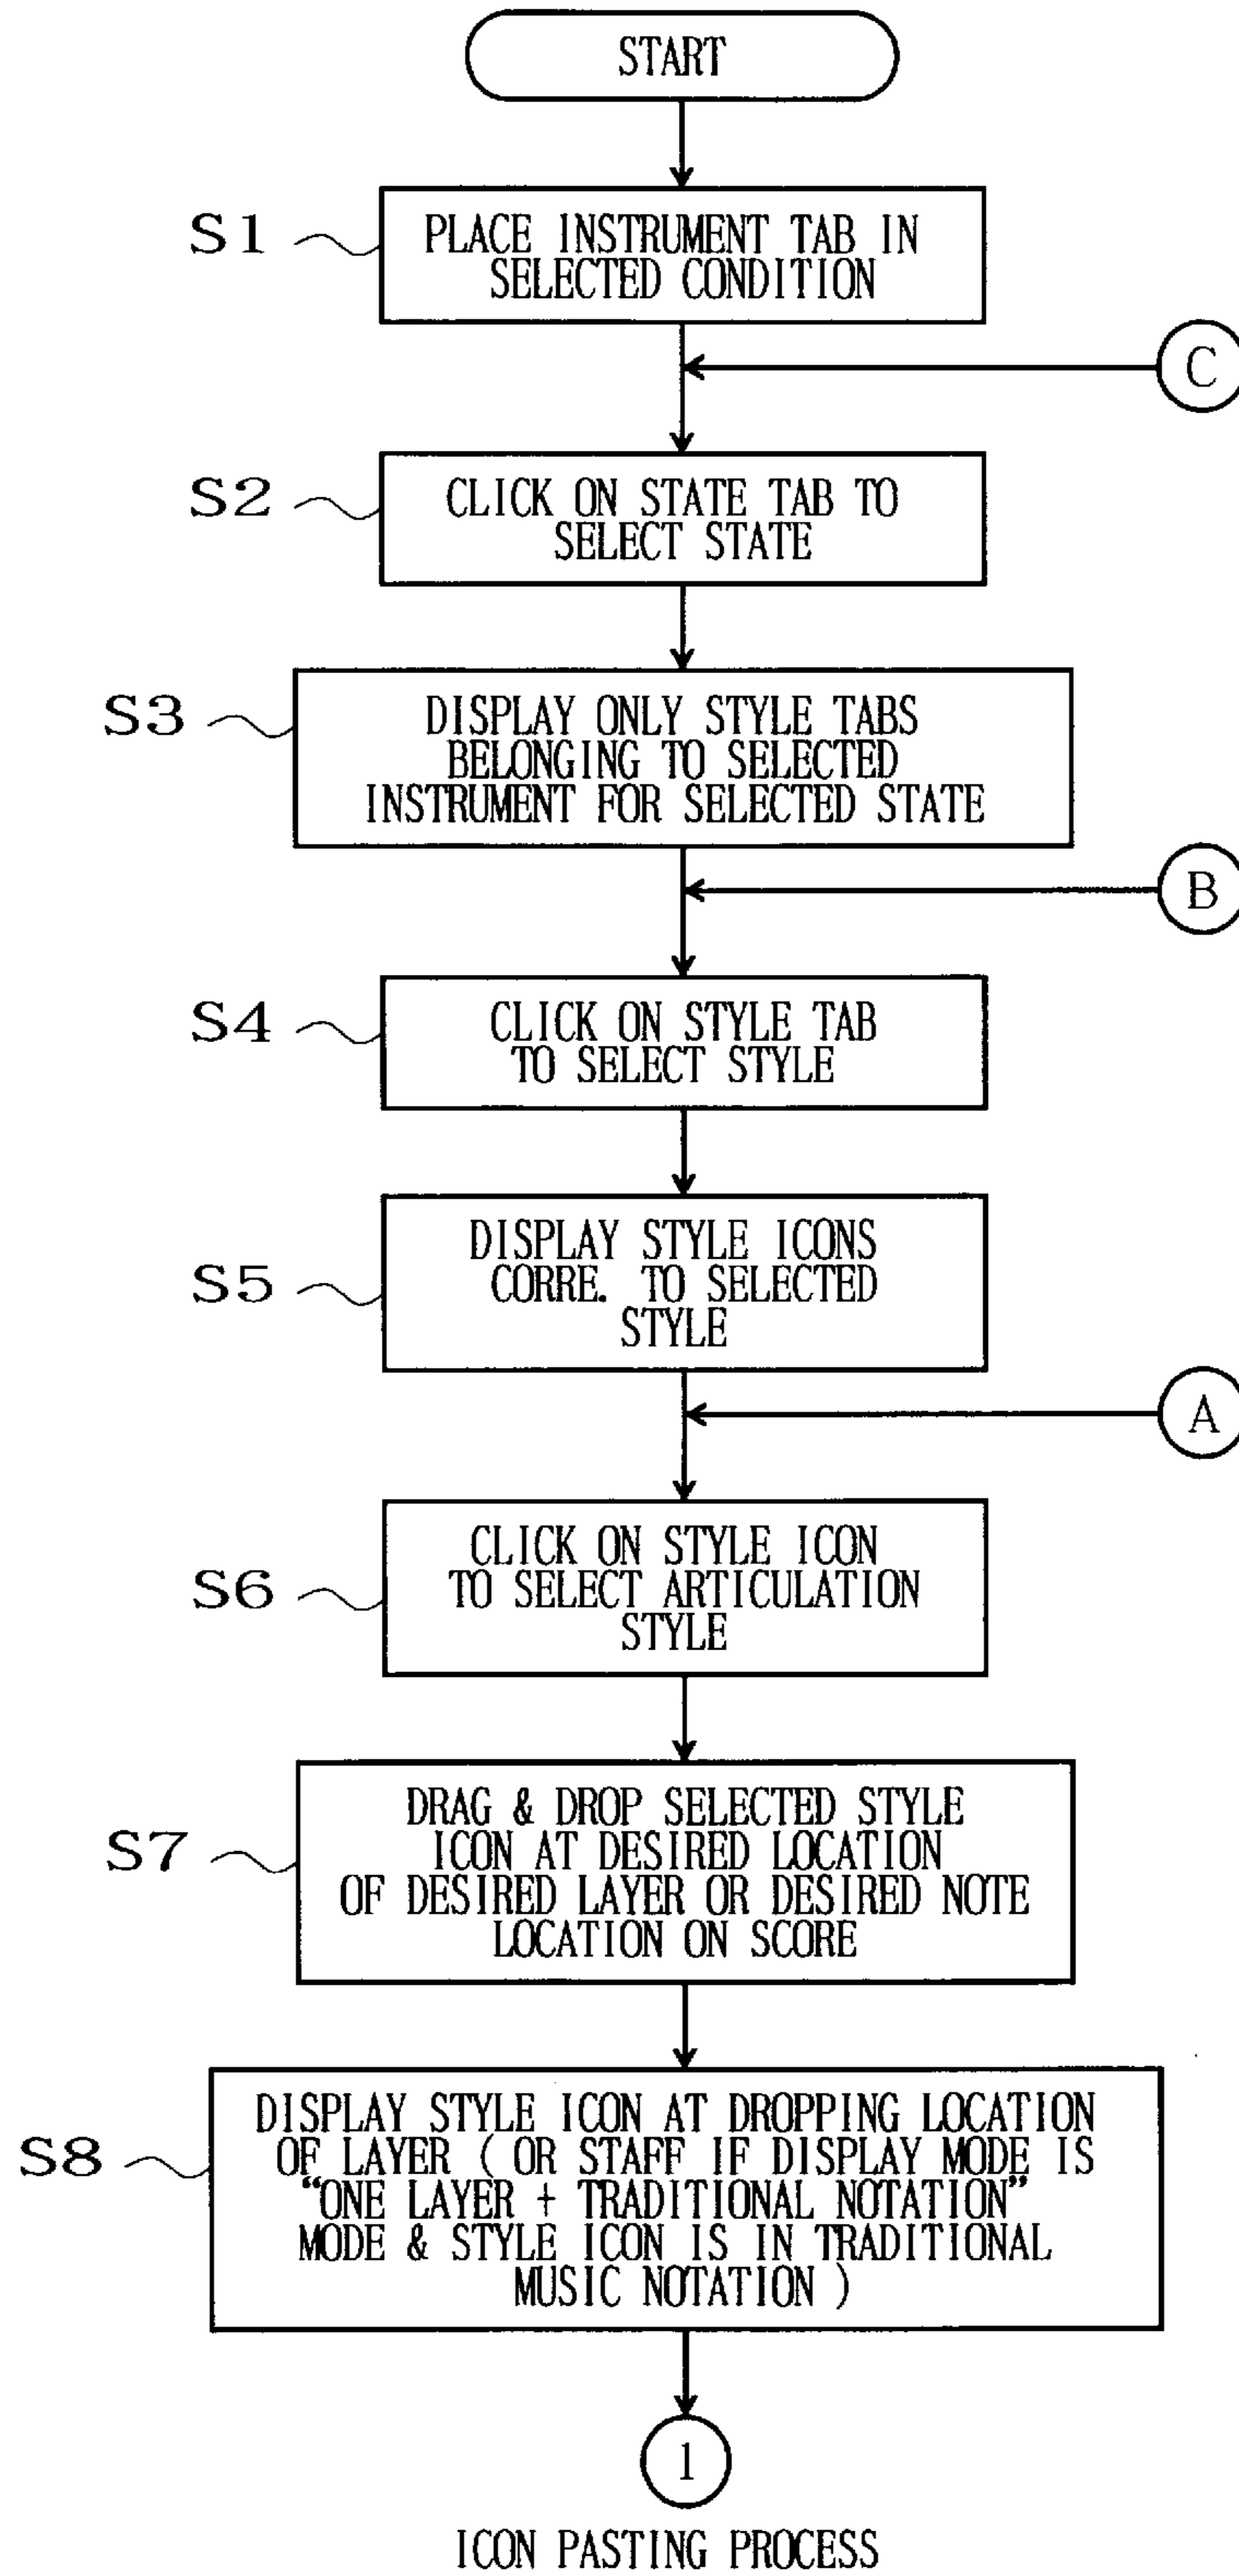 START
S1
PLACE INSTRUMENT TAB IN
SELECTED CONDITION
C
S2
CLICK ON STATE TAB TO
SELECT STATE
S3
DISPLAY ONLY STYLE TABS
BELONGING TO SELECTED
INSTRUMENT FOR SELECTED STATE
B
S4
CLICK ON STYLE TAB
TO SELECT STYLE
S5
DISPLAY STYLE ICONS
CORRE. TO SELECTED
STYLE
A
S6
CLICK ON STYLE ICON
TO SELECT ARTICULATION
STYLE
S7
DRAG & DROP SELECTED STYLE
ICON AT DESIRED LOCATION
OF DESIRED LAYER OR DESIRED NOTE
LOCATION ON SCORE
S8
DISPLAY STYLE ICON AT DROPPING LOCATION
OF LAYER ( OR STAFF IF DISPLAY MODE IS
“ONE LAYER + TRADITIONAL NOTATION”
MODE & STYLE ICON IS IN TRADITIONAL
MUSIC NOTATION )
1
ICON PASTING PROCESS